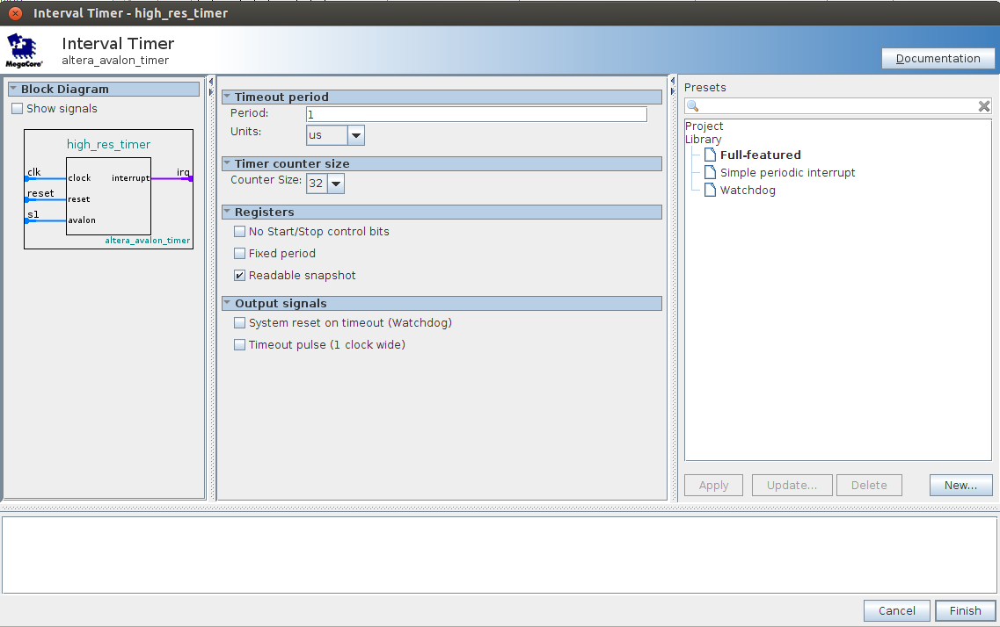 Interval Timer - high_res_timer
MegaCore®
Interval Timer
altera_avalon_timer
Documentation
Block Diagram
Show signals
high_res_timer
clk
clock
interrupt
irq
reset
reset
s1
avalon
altera_avalon_timer
Timeout period
Period: 1
Units: us
Timer counter size
Counter Size: 32
Registers
No Start/Stop control bits
Fixed period
Readable snapshot
Output signals
System reset on timeout (Watchdog)
Timeout pulse (1 clock wide)
Presets
Project
Library
Full-featured
Simple periodic interrupt
Watchdog
Apply Update... Delete New...
Cancel Finish